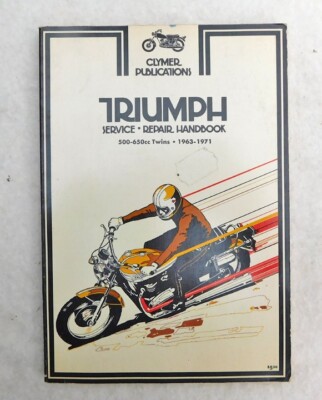 CLYMER
PUBLICATIONS
TRIUMPH
SERVICE • REPAIR HANDBOOK
500-650cc Twins • 1963-1971